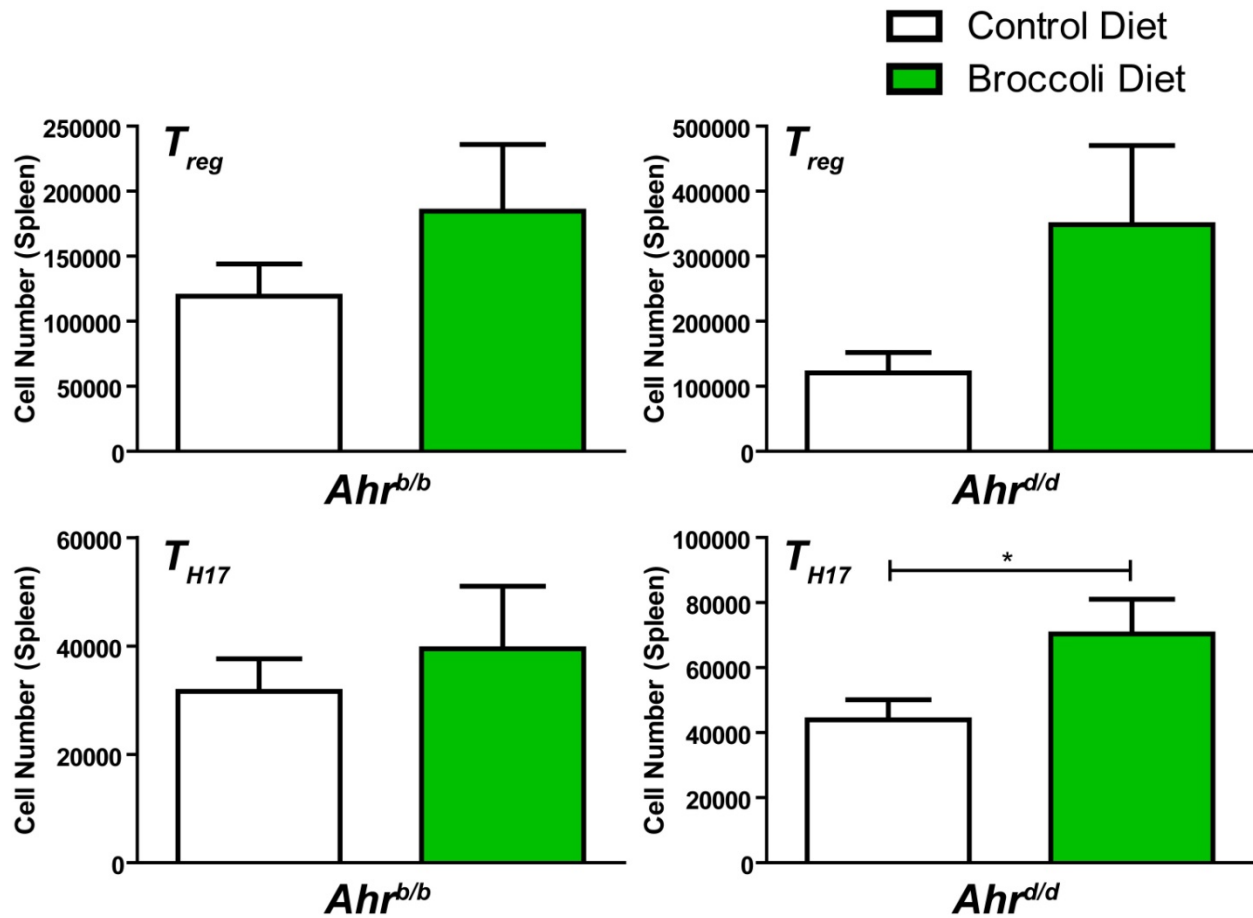 Control Diet
Broccoli Diet
Cell Number (Spleen)
250000
200000
150000
100000
50000
0
Treg
Ahrb/b
Cell Number (Spleen)
500000
400000
300000
200000
100000
0
Treg
Ahrd/d
Cell Number (Spleen)
60000
40000
20000
0
TH17
Ahrb/b
Cell Number (Spleen)
100000
80000
60000
40000
20000
0
TH17
*
Ahrd/d